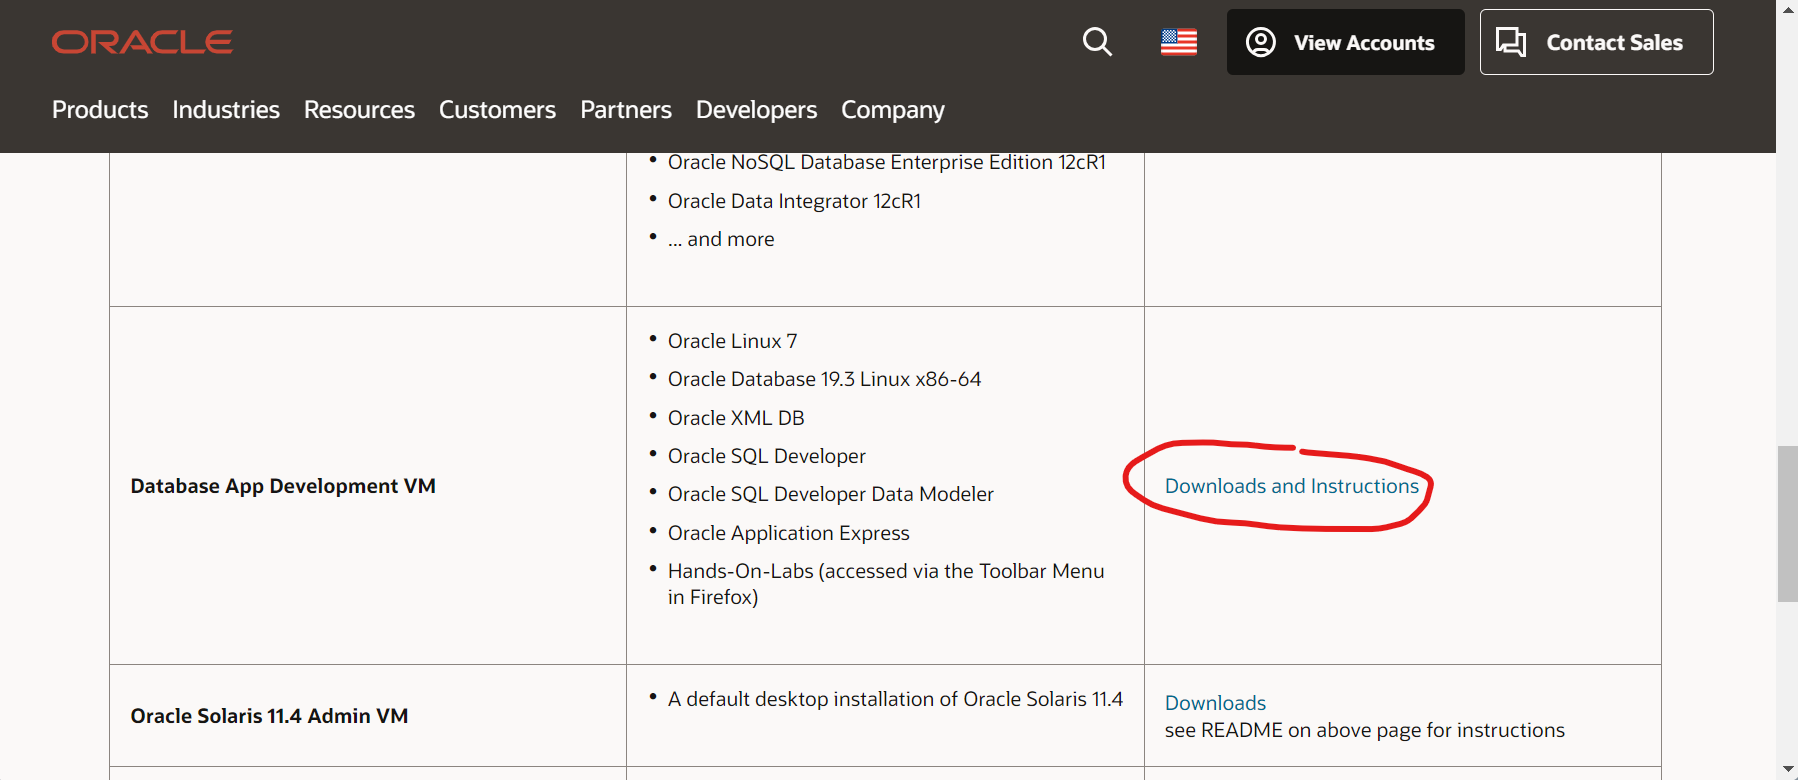 ORACLE
View Accounts
Contact Sales
Products Industries Resources Customers Partners Developers Company
• Oracle NoSQL Database Enterprise Edition 12cR1
• Oracle Data Integrator 12cR1
• ... and more
Database App Development VM
• Oracle Linux 7
• Oracle Database 19.3 Linux x86-64
• Oracle XML DB
• Oracle SQL Developer
• Oracle SQL Developer Data Modeler
• Oracle Application Express
• Hands-On-Labs (accessed via the Toolbar Menu
in Firefox)
Downloads and Instructions
Oracle Solaris 11.4 Admin VM
• A default desktop installation of Oracle Solaris 11.4
Downloads
see README on above page for instructions